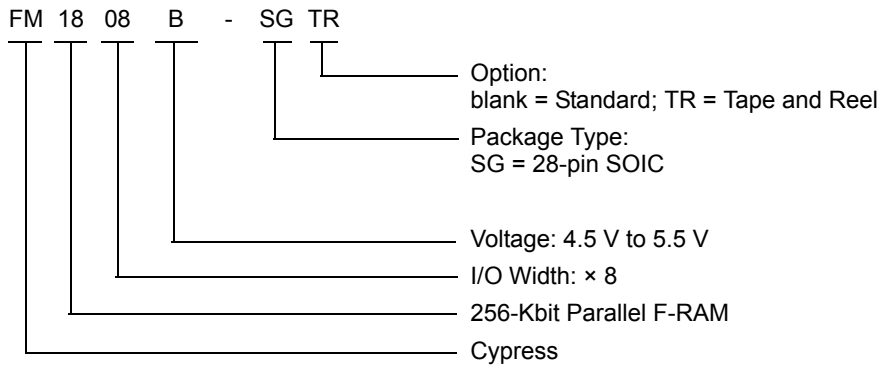 FM 18 08 B - SG TR
Option:
blank = Standard; TR = Tape and Reel
Package Type:
SG = 28-pin SOIC
Voltage: 4.5 V to 5.5 V
I/O Width: × 8
256-Kbit Parallel F-RAM
Cypress